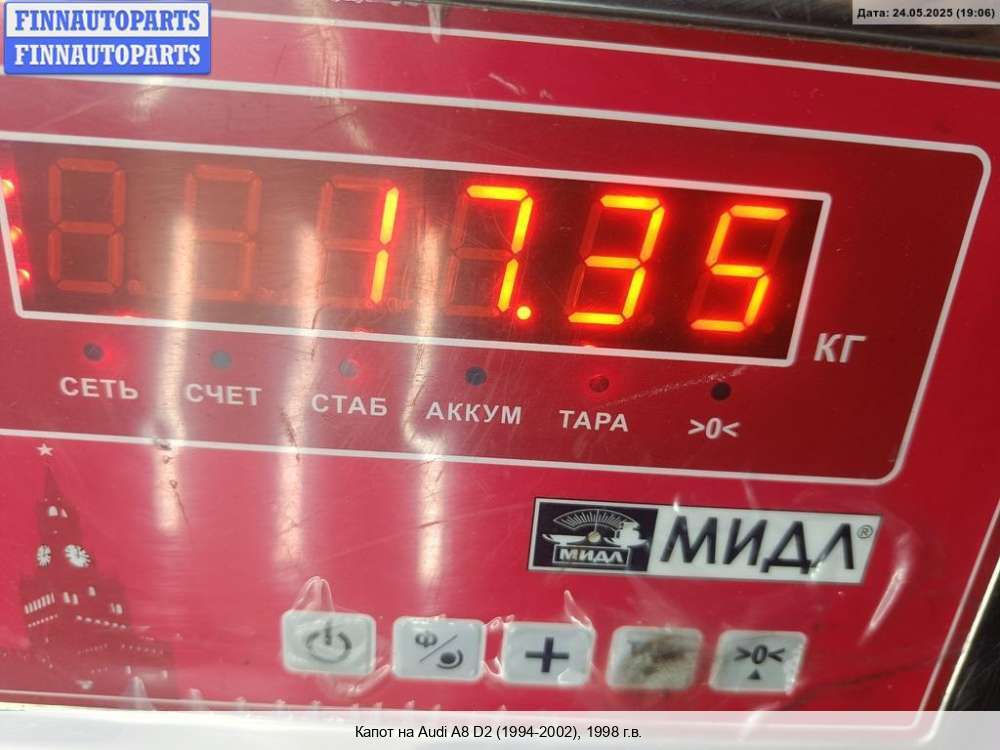 FINNAUTOPARTS
FINNAUTOPARTS
Дата: 24.05.2025 (19:06)
17.35
КГ
СЕТЬ СЧЕТ СТАБ АККУМ ТАРА >0<
МИДЛ
МИДЛ®
>0<
Капот на Audi A8 D2 (1994-2002), 1998 г.в.